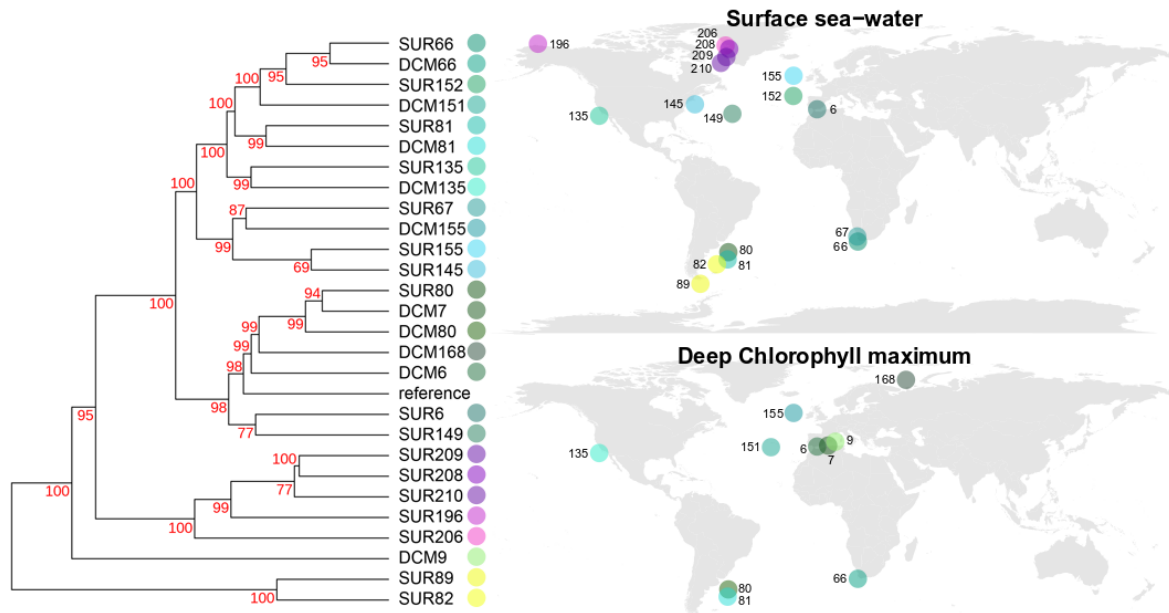 Surface sea−water
SUR66
DCM66
SUR152
DCM151
SUR81
DCM81
SUR135
DCM135
SUR67
DCM155
SUR155
SUR145
SUR80
DCM7
DCM80
DCM168
DCM6
reference
SUR6
SUR149
SUR209
SUR208
SUR210
SUR196
SUR206
DCM9
SUR89
SUR82
95
95
100
100
99
99
100
87
99
69
100
94
99
99
99
98
98
77
95
100
77
99
100
100
100
196
206
208
209
210
155
152
145
149
6
135
67
66
80
82
81
89
Deep Chlorophyll maximum
168
155
151
9
6
7
135
66
80
81